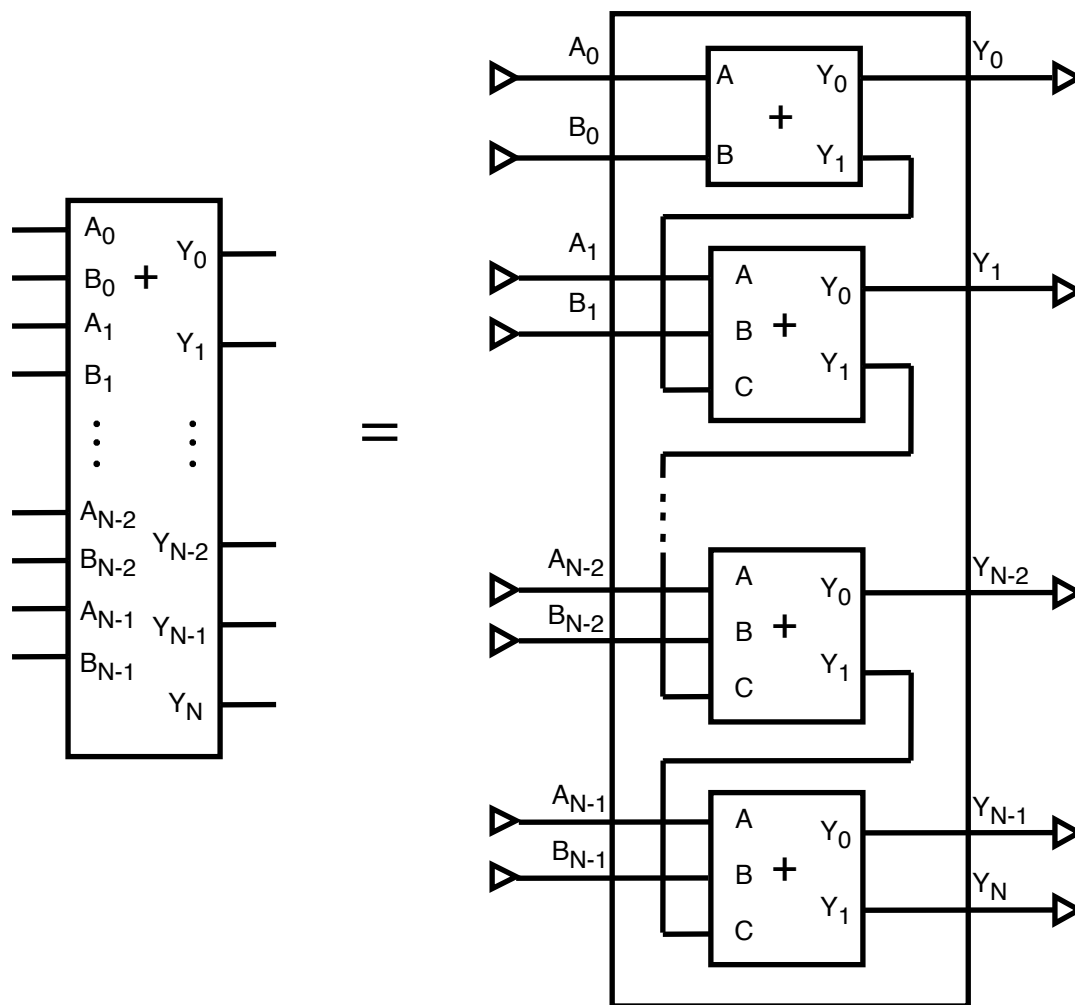 A0
B0
A1
B1
⋮
AN-2
BN-2
AN-1
BN-1
+
Y0
Y1
⋮
YN-2
YN-1
YN
=
A0
B0
A
B
+
Y0
Y1
Y0
A1
B1
A
B
C
+
Y0
Y1
Y1
AN-2
BN-2
A
B
C
+
Y0
Y1
YN-2
AN-1
BN-1
A
B
C
+
Y0
Y1
YN-1
YN